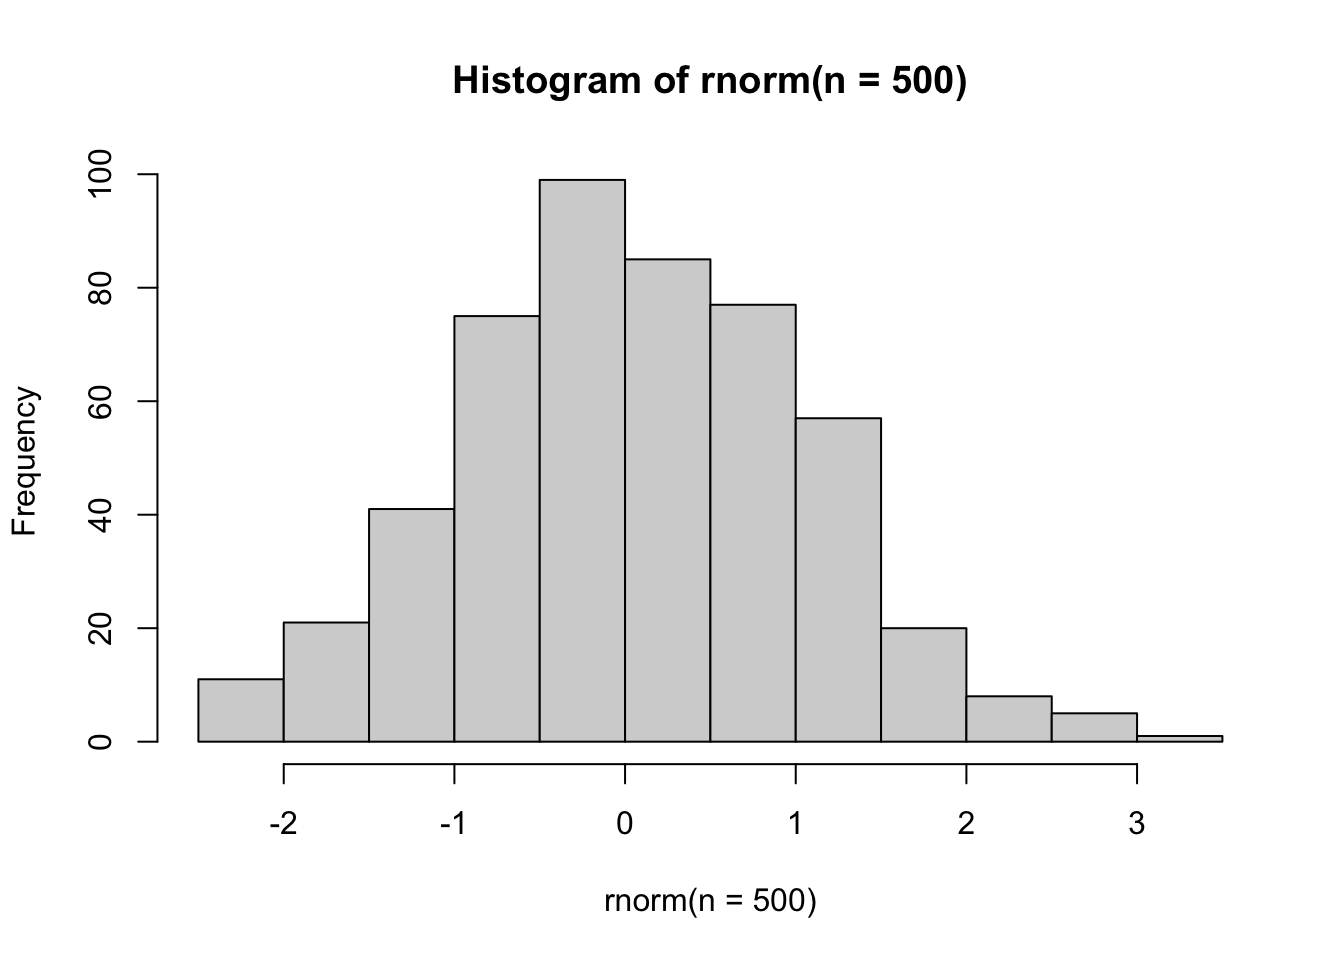 Histogram of rnorm(n = 500)
Frequency
100
80
60
40
20
0
-2 -1 0 1 2 3
rnorm(n = 500)